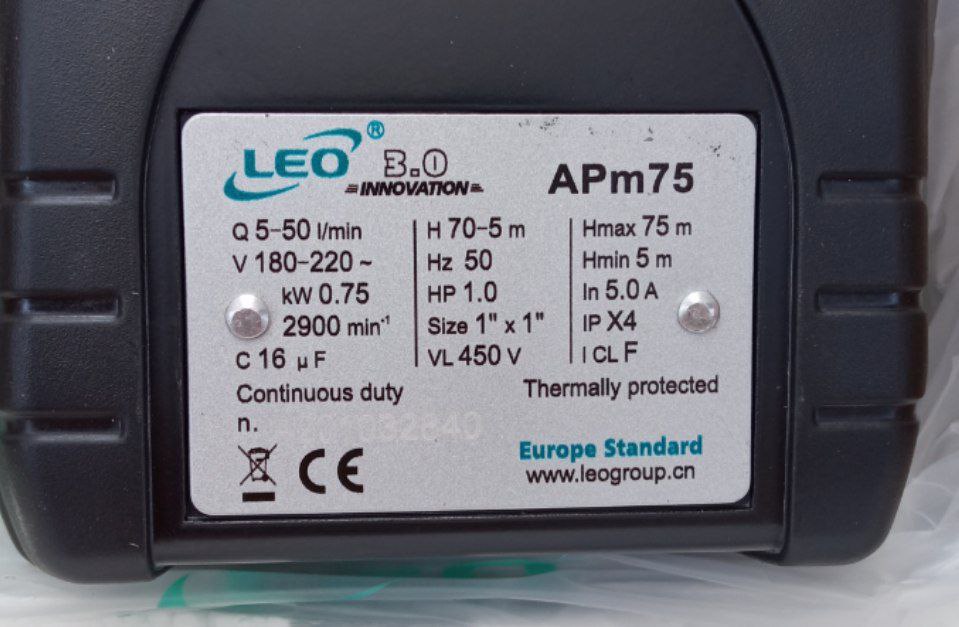 LEO® 3.0
INNOVATION
APm75
Q 5-50 l/min
V 180-220 ~
kW 0.75
2900 min⁻¹
C 16 µF
H 70-5 m
Hz 50
HP 1.0
Size 1" x 1"
VL 450 V
Hmax 75 m
Hmin 5 m
In 5.0 A
IP X4
I CL F
Continuous duty
Thermally protected
n.
CE
Europe Standard
www.leogroup.cn